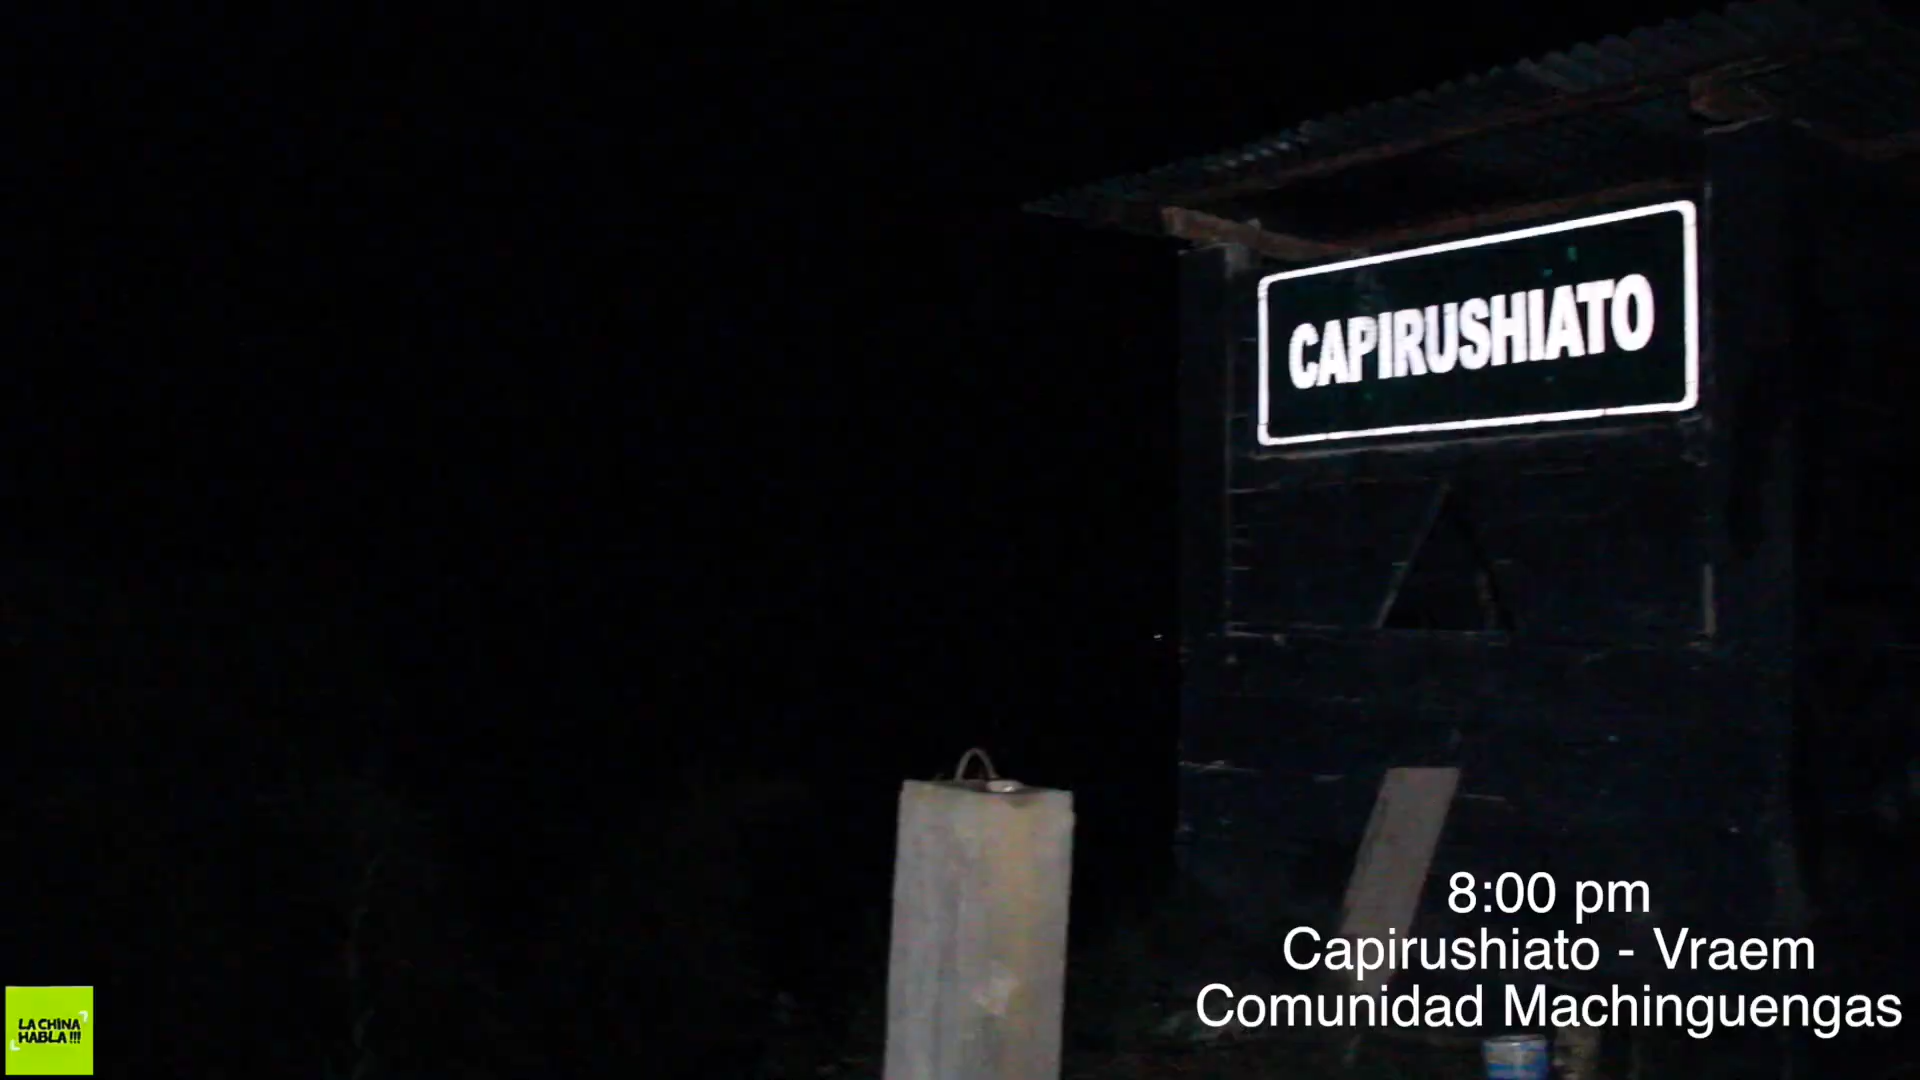 CAPIRUSHIATO
8:00 pm
Capirushiato - Vraem
Comunidad Machinguengas
LA CHINA
HABLA !!!